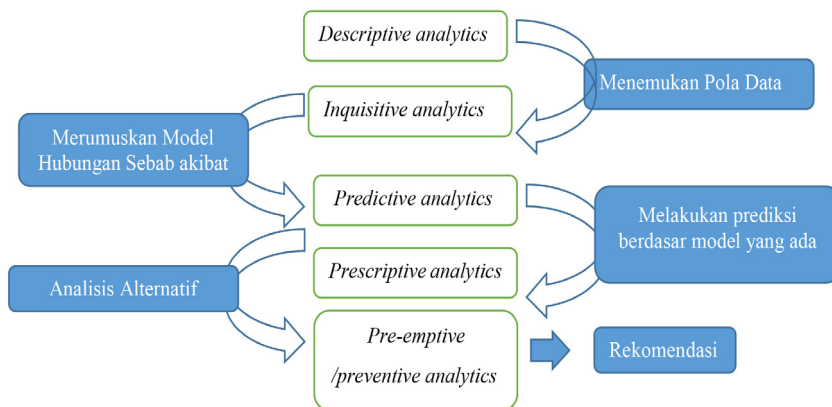 Descriptive analytics
Menemukan Pola Data
Inquisitive analytics
Merumuskan Model
Hubungan Sebab akibat
Predictive analytics
Melakukan prediksi
berdasar model yang ada
Prescriptive analytics
Analisis Alternatif
Pre-emptive
/preventive analytics
Rekomendasi